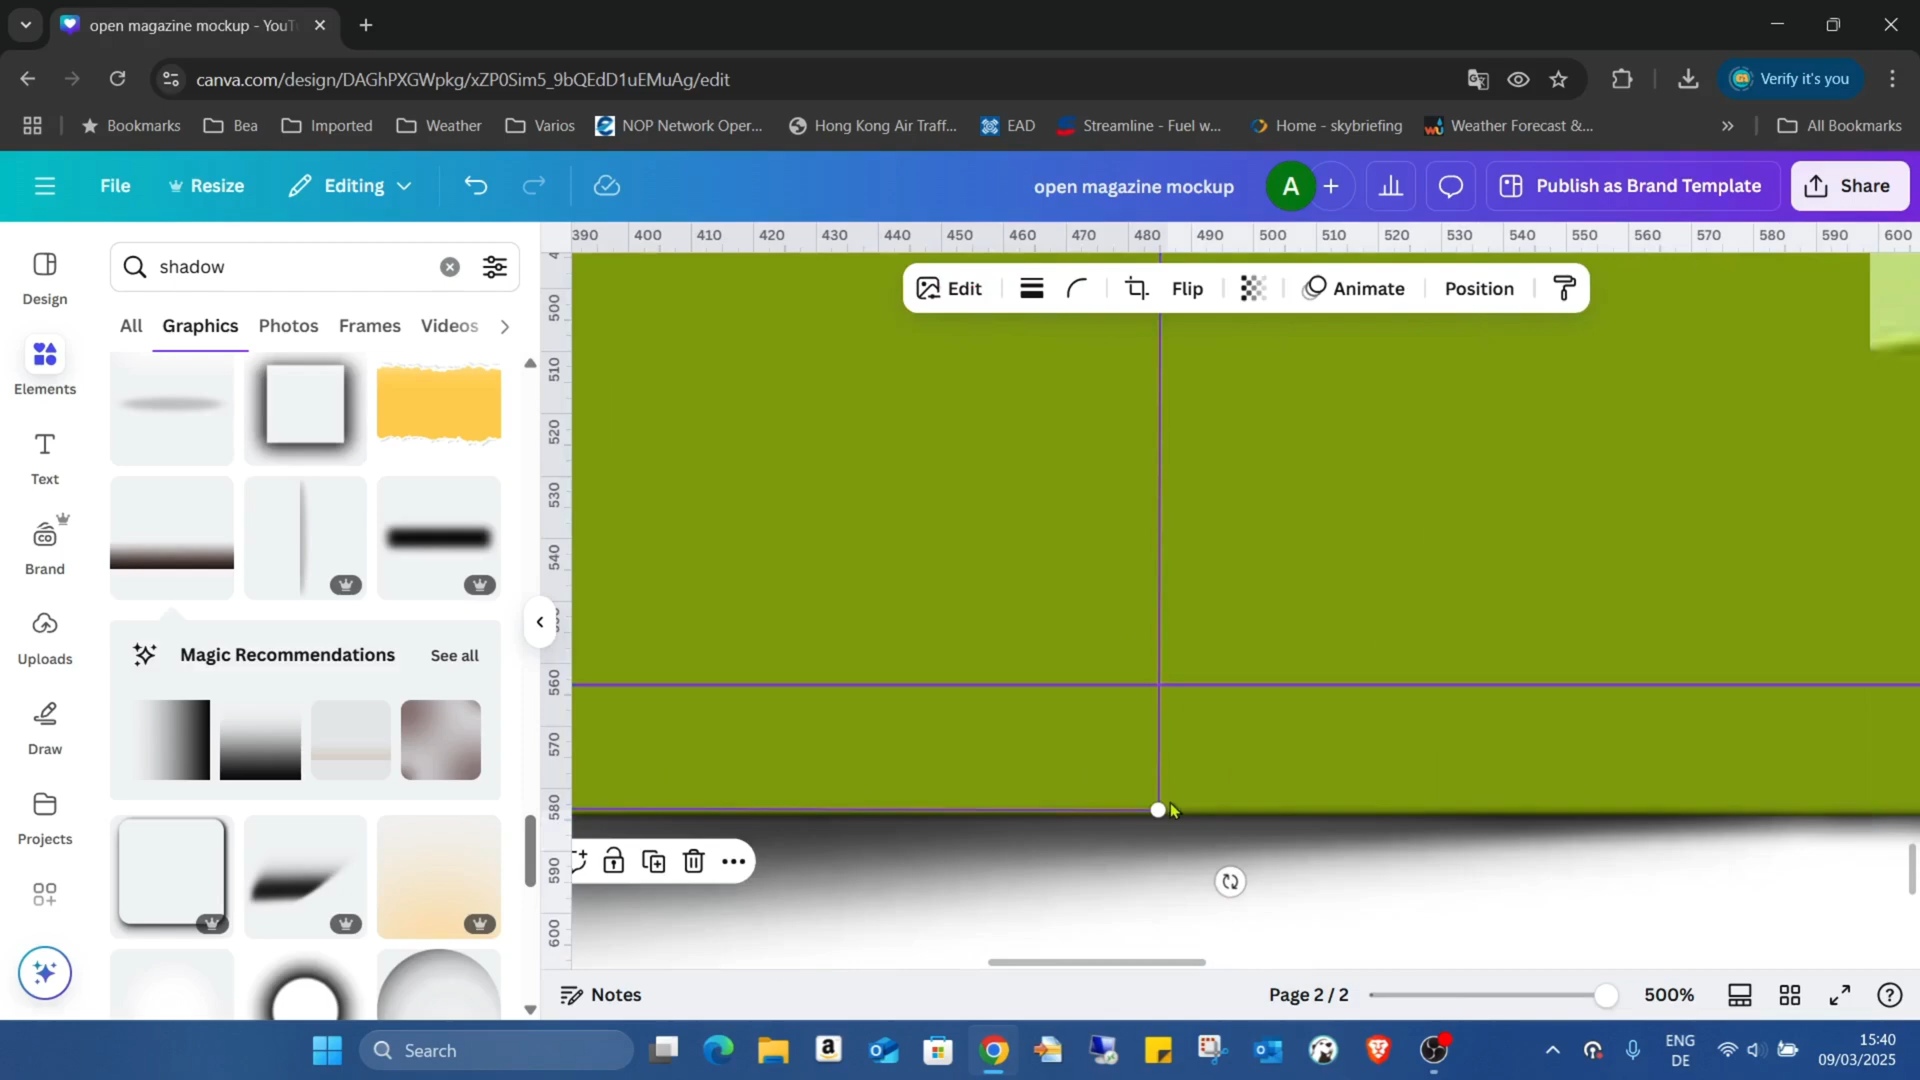 open magazine mockup - YouT
canva.com/design/DAGhPXGWpkg/xZP0Sim5_9bQEdD1uEMuAg/edit
Verify it's you
Bookmarks
Bea
Imported
Weather
Varios
NOP Network Oper...
Hong Kong Air Traff...
EAD
Streamline - Fuel w...
Home - skybriefing
Weather Forecast &...
All Bookmarks
File
Resize
Editing
open magazine mockup
A
Publish as Brand Template
Share
Design
Elements
Text
Brand
Uploads
Draw
Projects
shadow
All
Graphics
Photos
Frames
Videos
Magic Recommendations
See all
390 400 410 420 430 440 450 460 470 480 490 500 510 520 530 540 550 560 570 580 590 600
500
510
520
530
540
560
570
580
590
600
Edit
Flip
Animate
Position
Notes
Page 2 / 2
500%
Search
ENG
DE
15:40
09/03/2025